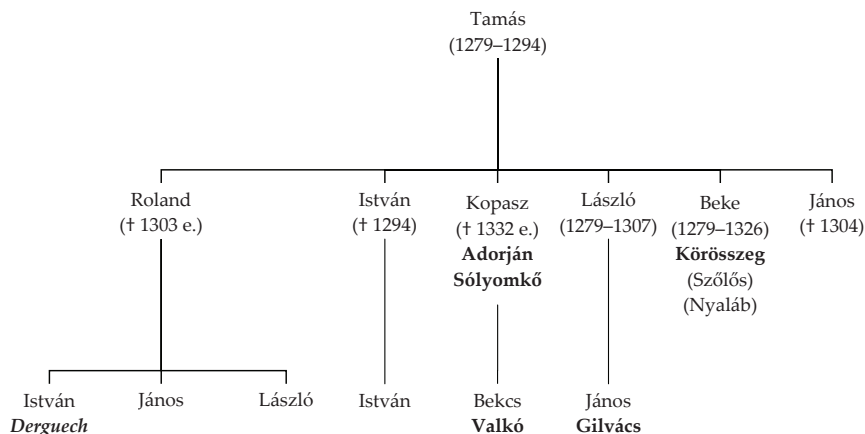 Tamás
(1279–1294)
Roland István Kopasz László Beke János
(† 1303 e.) († 1294) († 1332 e.) (1279–1307) (1279–1326) († 1304)
Adorján Körösszeg
Sólyomkő (Szőlős)
(Nyaláb)
István János László István Bekcs János
Derguech Valkó Gilvács